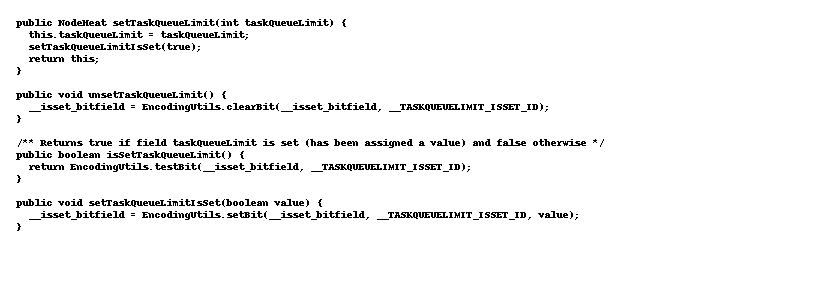 public NodeHeat setTaskQueueLimit(int taskQueueLimit) {
  this.taskQueueLimit = taskQueueLimit;
  setTaskQueueLimitIsSet(true);
  return this;
}

public void unsetTaskQueueLimit() {
  __isset_bitfield = EncodingUtils.clearBit(__isset_bitfield, __TASKQUEUELIMIT_ISSET_ID);
}

/** Returns true if field taskQueueLimit is set (has been assigned a value) and false otherwise */
public boolean isSetTaskQueueLimit() {
  return EncodingUtils.testBit(__isset_bitfield, __TASKQUEUELIMIT_ISSET_ID);
}

public void setTaskQueueLimitIsSet(boolean value) {
  __isset_bitfield = EncodingUtils.setBit(__isset_bitfield, __TASKQUEUELIMIT_ISSET_ID, value);
}